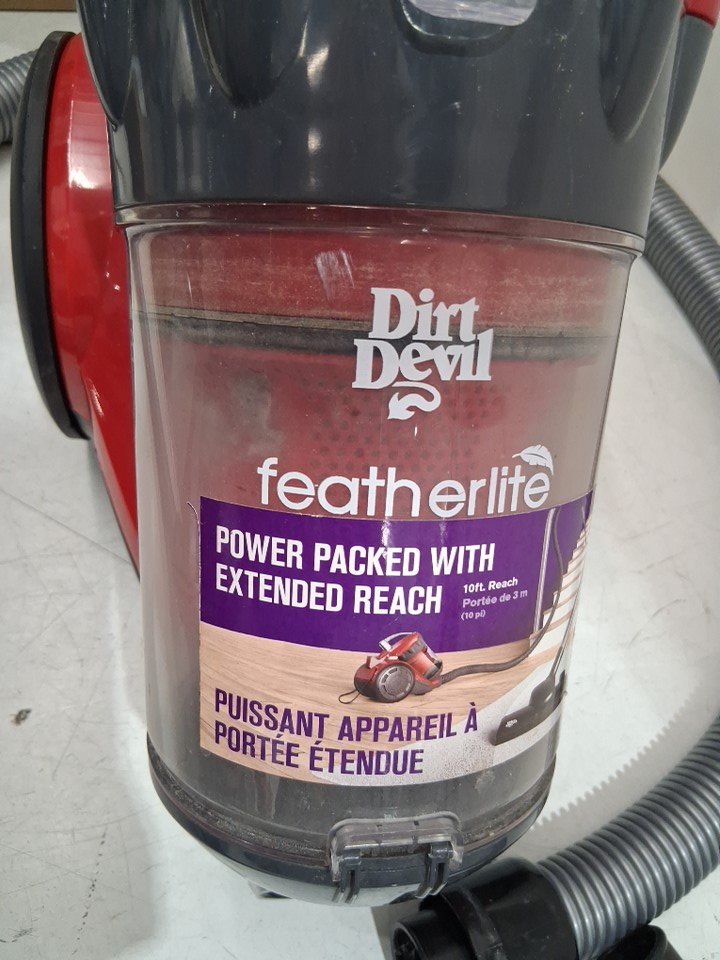 Dirt
Devil
featherlite
POWER PACKED WITH
EXTENDED REACH
10ft. Reach
Portée de 3 m
(10 pi)
PUISSANT APPAREIL À
PORTÉE ÉTENDUE